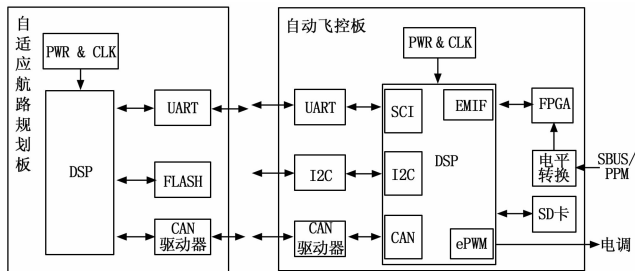 自适应航路规划板
PWR & CLK
DSP
UART
FLASH
CAN
驱动器
自动飞控板
PWR & CLK
UART
I2C
CAN
驱动器
SCI
I2C
CAN
EMIF
DSP
ePWM
FPGA
电平
转换
SD卡
SBUS/
PPM
电调